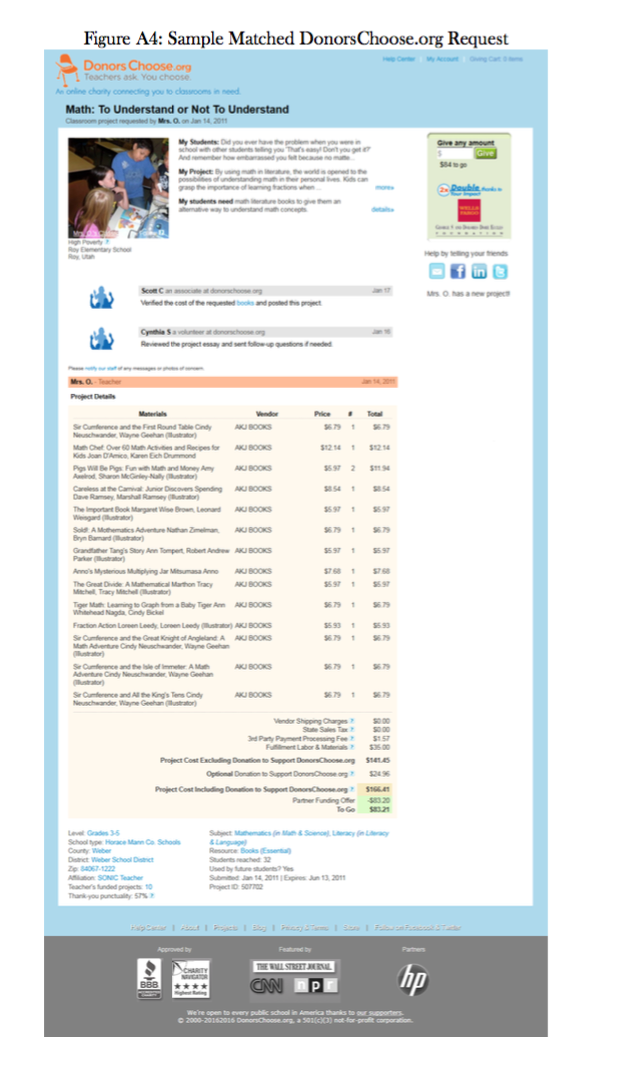 Figure A4: Sample Matched DonorsChoose.org Request
DonorsChoose.org
Teachers ask. You choose.
Help Center | My Account | Giving Cart: 0 items
An online charity connecting you to classrooms in need.
Math: To Understand or Not To Understand
Classroom project requested by Mrs. O. on Jan 14, 2011
My Students: Did you ever have the problem when you were in
school with other students telling you "That's easy! Don't you get it?"
And remember how embarrassed you felt because no matte...
My Project: By using math in literature, the world is opened to the
possibilities of understanding math in their personal lives. Kids can
grasp the importance of learning fractions when ... more»
My students need math literature books to give them an
alternative way to understand math concepts. details»
High Poverty ?
Roy Elementary School
Roy, Utah
Give any amount
$ Give
$84 to go
2x Double
Your Impact
thanks to
WELLS
FARGO
Help by telling your friends
f in t
Mrs. O. has a new project!
Scott C an associate at donorschoose.org Jan 17
Verified the cost of the requested books and posted this project.
Cynthia S a volunteer at donorschoose.org Jan 16
Reviewed the project essay and sent follow-up questions if needed.
Please notify our staff of any messages or photos of concern.
Mrs. O. - Teacher Jan 14, 2011
Project Details
Materials Vendor Price # Total
Sir Cumference and the First Round Table Cindy AKJ BOOKS $6.79 1 $6.79
Neuschwander, Wayne Geehan (Illustrator)
Math Chef: Over 60 Math Activities and Recipes for AKJ BOOKS $12.14 1 $12.14
Kids Joan D'Amico, Karen Eich Drummond
Pigs Will Be Pigs: Fun with Math and Money Amy AKJ BOOKS $5.97 2 $11.94
Axelrod, Sharon McGinley-Nally (Illustrator)
Careless at the Carnival: Junior Discovers Spending AKJ BOOKS $8.54 1 $8.54
Dave Ramsey, Marshall Ramsey (Illustrator)
The Important Book Margaret Wise Brown, Leonard AKJ BOOKS $5.97 1 $5.97
Weisgard (Illustrator)
Sold!: A Mothematics Adventure Nathan Zimelman, AKJ BOOKS $6.79 1 $6.79
Bryn Barnard (Illustrator)
Grandfather Tang's Story Ann Tompert, Robert Andrew AKJ BOOKS $5.97 1 $5.97
Parker (Illustrator)
Anno's Mysterious Multiplying Jar Mitsumasa Anno AKJ BOOKS $7.68 1 $7.68
The Great Divide: A Mathematical Marthon Tracy AKJ BOOKS $5.97 1 $5.97
Mitchell, Tracy Mitchell (Illustrator)
Tiger Math: Learning to Graph from a Baby Tiger Ann AKJ BOOKS $6.79 1 $6.79
Whitehead Nagda, Cindy Bickel
Fraction Action Loreen Leedy, Loreen Leedy (Illustrator) AKJ BOOKS $5.93 1 $5.93
Sir Cumference and the Great Knight of Angleland: A AKJ BOOKS $6.79 1 $6.79
Math Adventure Cindy Neuschwander, Wayne Geehan
(Illustrator)
Sir Cumference and the Isle of Immeter: A Math AKJ BOOKS $6.79 1 $6.79
Adventure Cindy Neuschwander, Wayne Geehan
(Illustrator)
Sir Cumference and All the King's Tens Cindy AKJ BOOKS $6.79 1 $6.79
Neuschwander, Wayne Geehan (Illustrator)
Vendor Shipping Charges ? $0.00
State Sales Tax ? $0.00
3rd Party Payment Processing Fee ? $1.57
Fulfillment Labor & Materials ? $35.00
Project Cost Excluding Donation to Support DonorsChoose.org $141.45
Optional Donation to Support DonorsChoose.org ? $24.96
Project Cost Including Donation to Support DonorsChoose.org ? $166.41
Partner Funding Offer -$83.20
To Go $83.21
Level: Grades 3-5
School type: Horace Mann Co. Schools
County: Weber
District: Weber School District
Zip: 84067-1222
Affiliation: SONIC Teacher
Teacher's funded projects: 10
Thank-you punctuality: 57% ?
Subject: Mathematics (in Math & Science), Literacy (in Literacy
& Language)
Resource: Books (Essential)
Students reached: 32
Used by future students? Yes
Submitted: Jan 14, 2011 | Expires: Jun 13, 2011
Project ID: 507702
Help Center | About | Projects | Blog | Privacy & Terms | Store | Follow on Facebook & Twitter
Approved by
BBB
CHARITY
NAVIGATOR
Highest Rating
Featured by
THE WALL STREET JOURNAL
CNN npr
Partners
hp
We're open to every public school in America thanks to our supporters.
© 2000-20162016 DonorsChoose.org, a 501(c)(3) not-for-profit corporation.